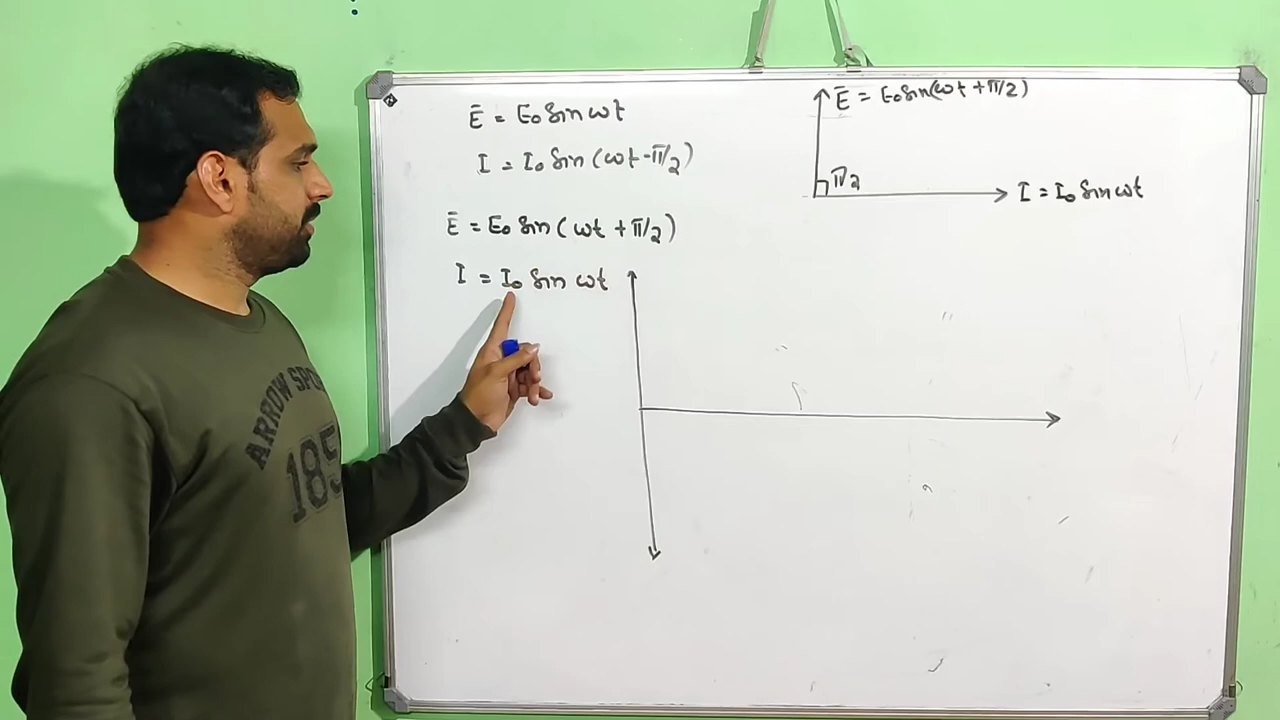 Ē = E₀ Sin ωt
I = I₀ Sin (ωt - π/2)
Ē = E₀ Sin (ωt + π/2)
I = I₀ Sin ωt
Ē = E₀ Sin(ωt + π/2)
π/2
I = I₀ Sin ωt
ARROW SPO
185